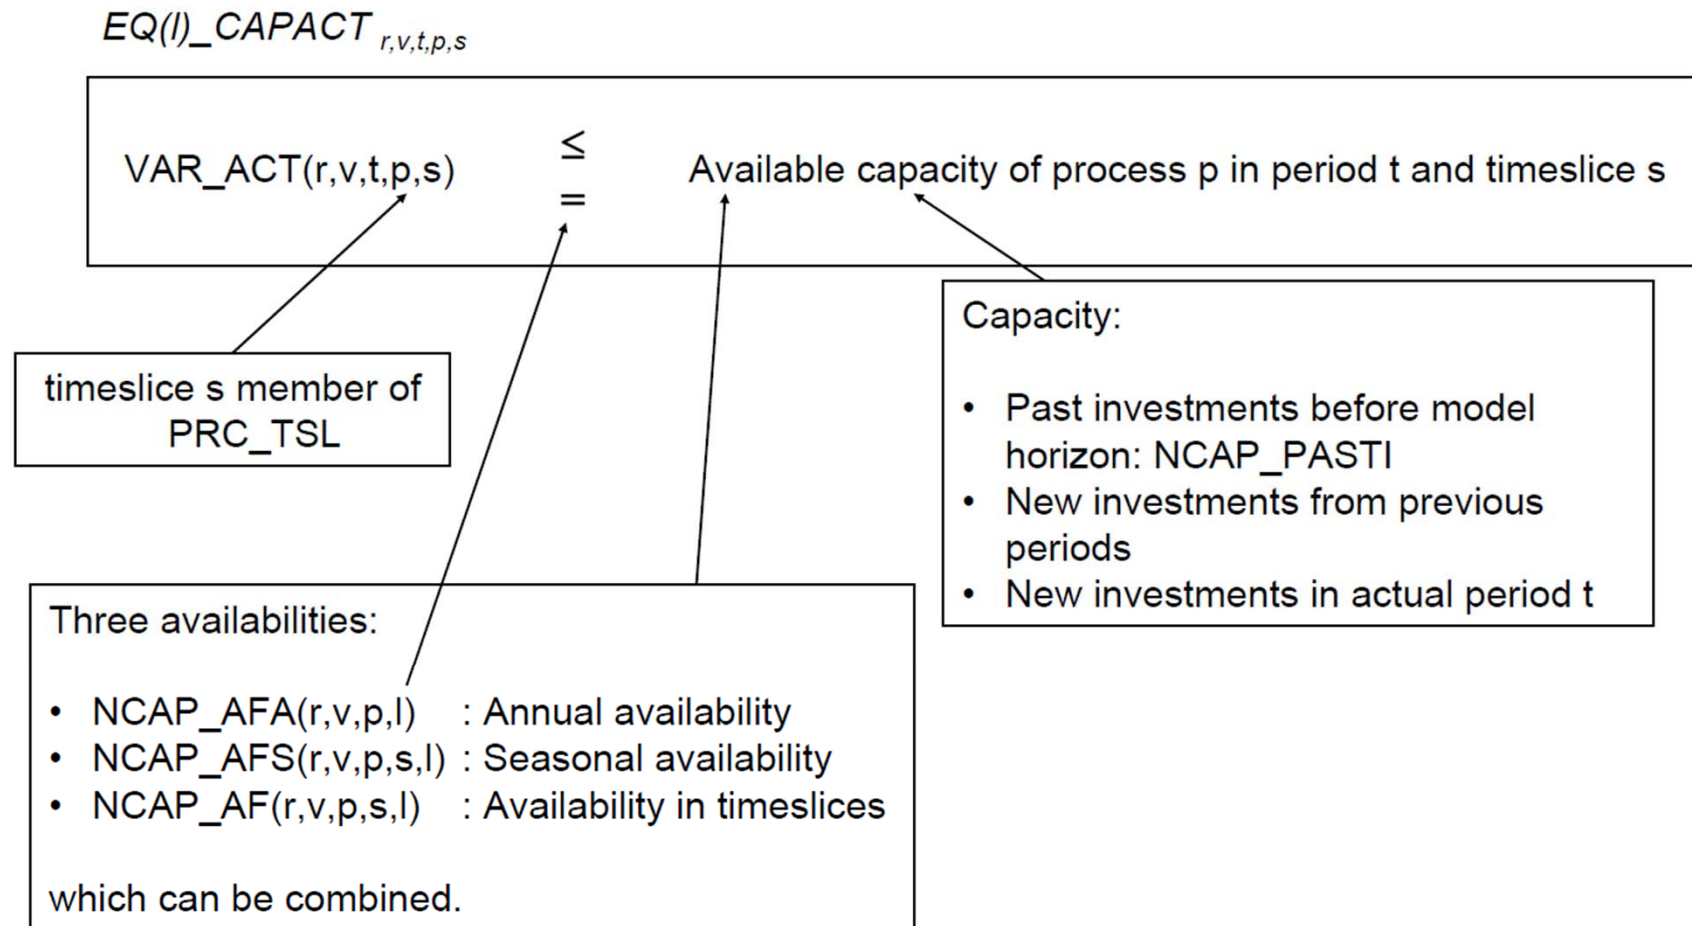 EQ(l)_CAPACT r,v,t,p,s
VAR_ACT(r,v,t,p,s) ≤ = Available capacity of process p in period t and timeslice s
timeslice s member of
PRC_TSL
Capacity:
• Past investments before model
horizon: NCAP_PASTI
• New investments from previous
periods
• New investments in actual period t
Three availabilities:
• NCAP_AFA(r,v,p,l) : Annual availability
• NCAP_AFS(r,v,p,s,l) : Seasonal availability
• NCAP_AF(r,v,p,s,l) : Availability in timeslices
which can be combined.